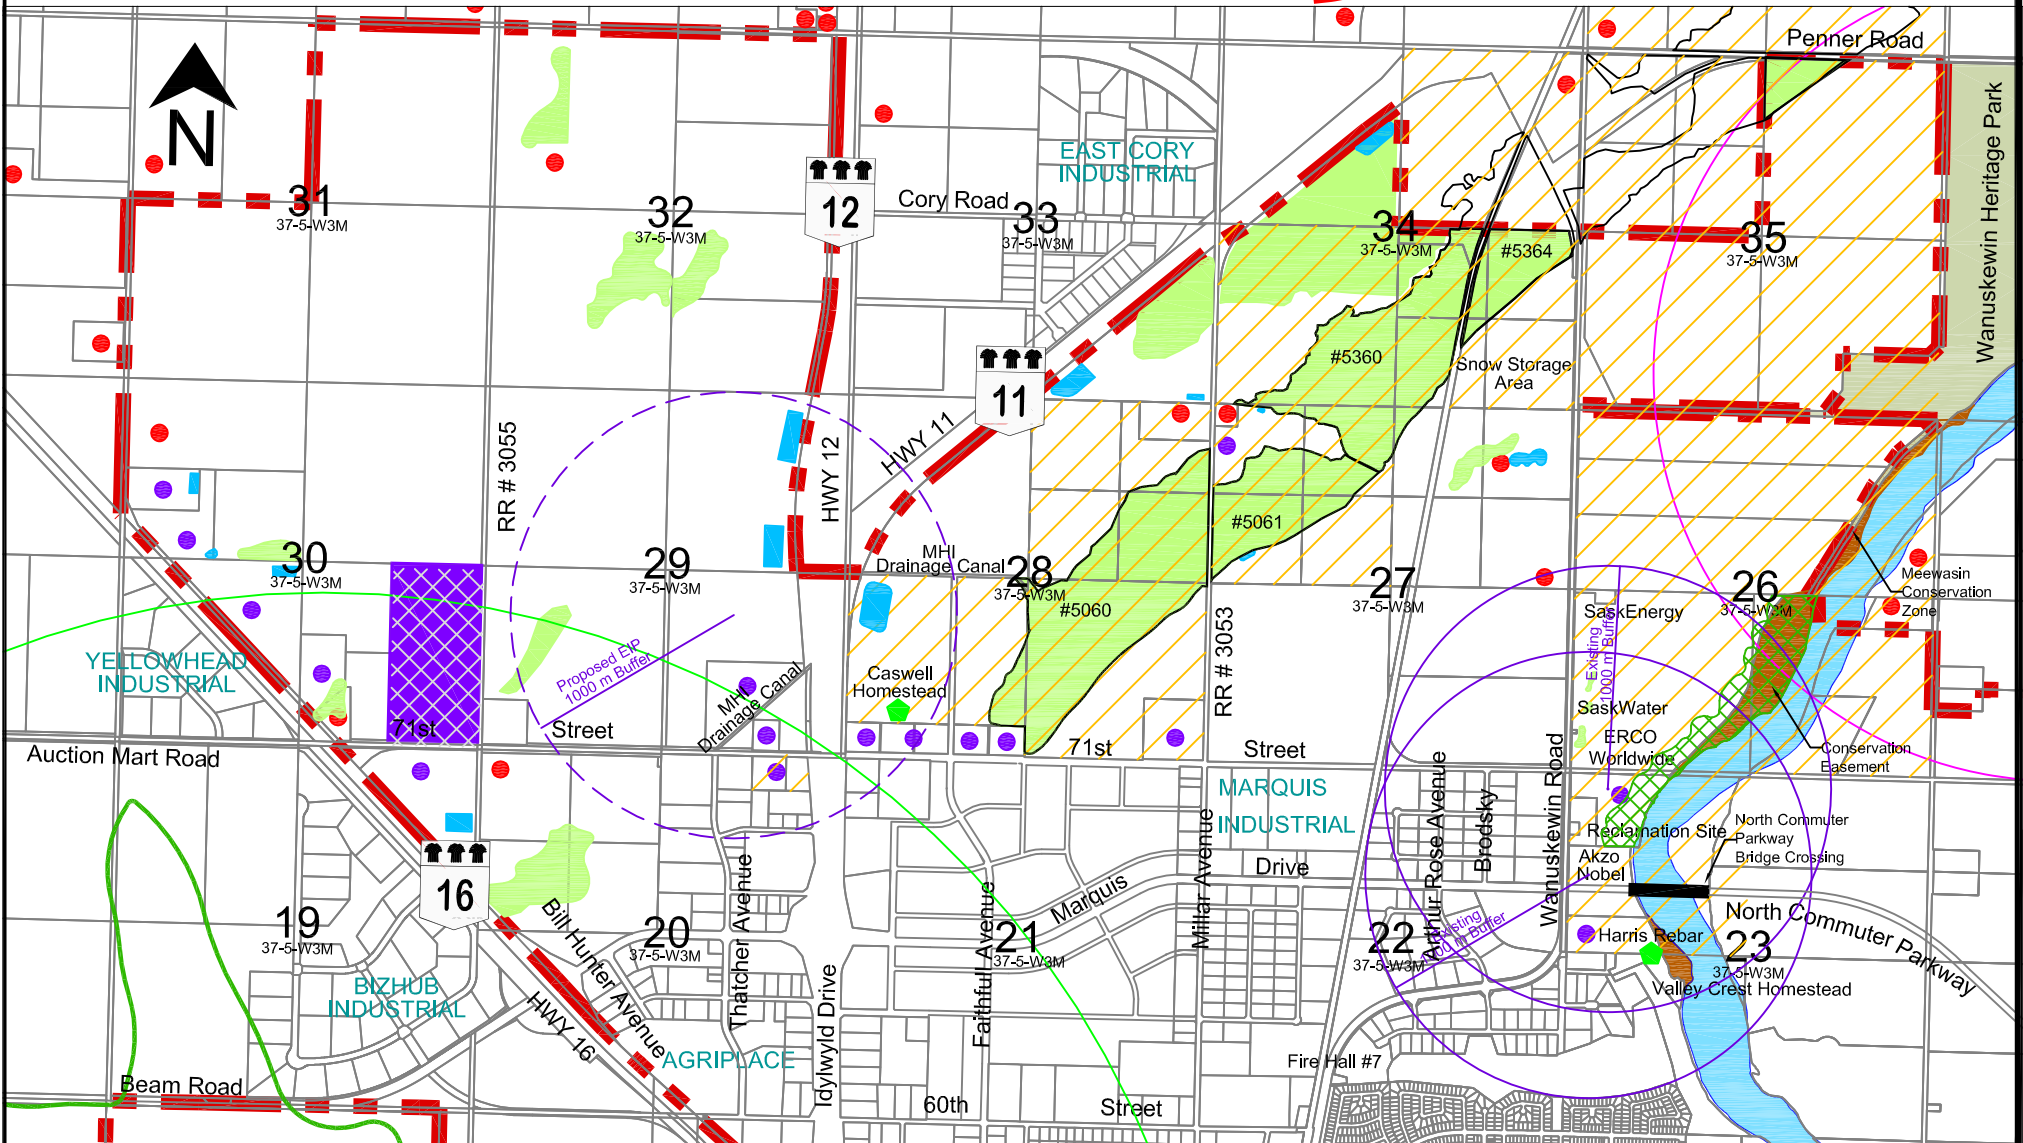 Penner Road
N
Wanuskewin Heritage Park
EAST CORY
INDUSTRIAL
12
Cory Road
31
37-5-W3M
32
37-5-W3M
33
37-5-W3M
34
37-5-W3M
35
37-5-W3M
#5364
#5360
Snow Storage
Area
11
HWY 11
HWY 12
RR # 3055
#5061
MHI
Drainage Canal
30
37-5-W3M
29
37-5-W3M
28
37-5-W3M
27
37-5-W3M
26
37-5-W3M
#5060
Meewasin
Conservation
Zone
SaskEnergy
Existing
1000 m Buffer
RR # 3053
YELLOWHEAD
INDUSTRIAL
Proposed EIP
1000 m Buffer
Caswell
Homestead
MHI
Drainage Canal
SaskWater
ERCO
Worldwide
Conservation
Easement
71st
Street
71st
Street
Auction Mart Road
MARQUIS
INDUSTRIAL
Arthur Rose Avenue
Brodsky
Wanuskewin Road
Millar Avenue
Reclamation Site
North Commuter
Parkway
Bridge Crossing
Akzo
Nobel
Marquis
Drive
16
19
37-5-W3M
20
37-5-W3M
21
37-5-W3M
22
37-5-W3M
23
37-5-W3M
Existing
1000 m Buffer
Harris Rebar
North Commuter Parkway
Valley Crest Homestead
Bill Hunter Avenue
Thatcher Avenue
Idylwyld Drive
Faithfull Avenue
BIZHUB
INDUSTRIAL
HWY 16
AGRIPLACE
Fire Hall #7
Beam Road
60th
Street